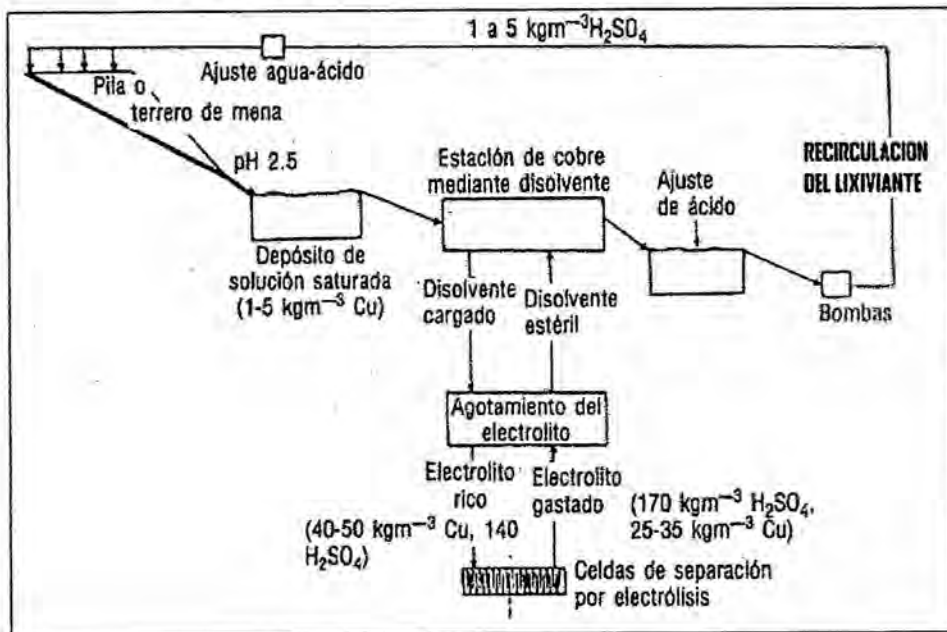 1 a 5 kgm⁻³H₂SO₄
Ajuste agua-ácido
Pila o
terrero de mena
pH 2.5
Depósito de
solución saturada
(1-5 kgm⁻³ Cu)
Estación de cobre
mediante disolvente
Ajuste
de ácido
RECIRCULACION
DEL LIXIVIANTE
Bombas
Disolvente
cargado
Disolvente
estéril
Agotamiento del
electrolito
Electrolito
rico
Electrolito
gastado
(40-50 kgm⁻³ Cu, 140
H₂SO₄)
(170 kgm⁻³ H₂SO₄,
25-35 kgm⁻³ Cu)
Celdas de separación
por electrólisis